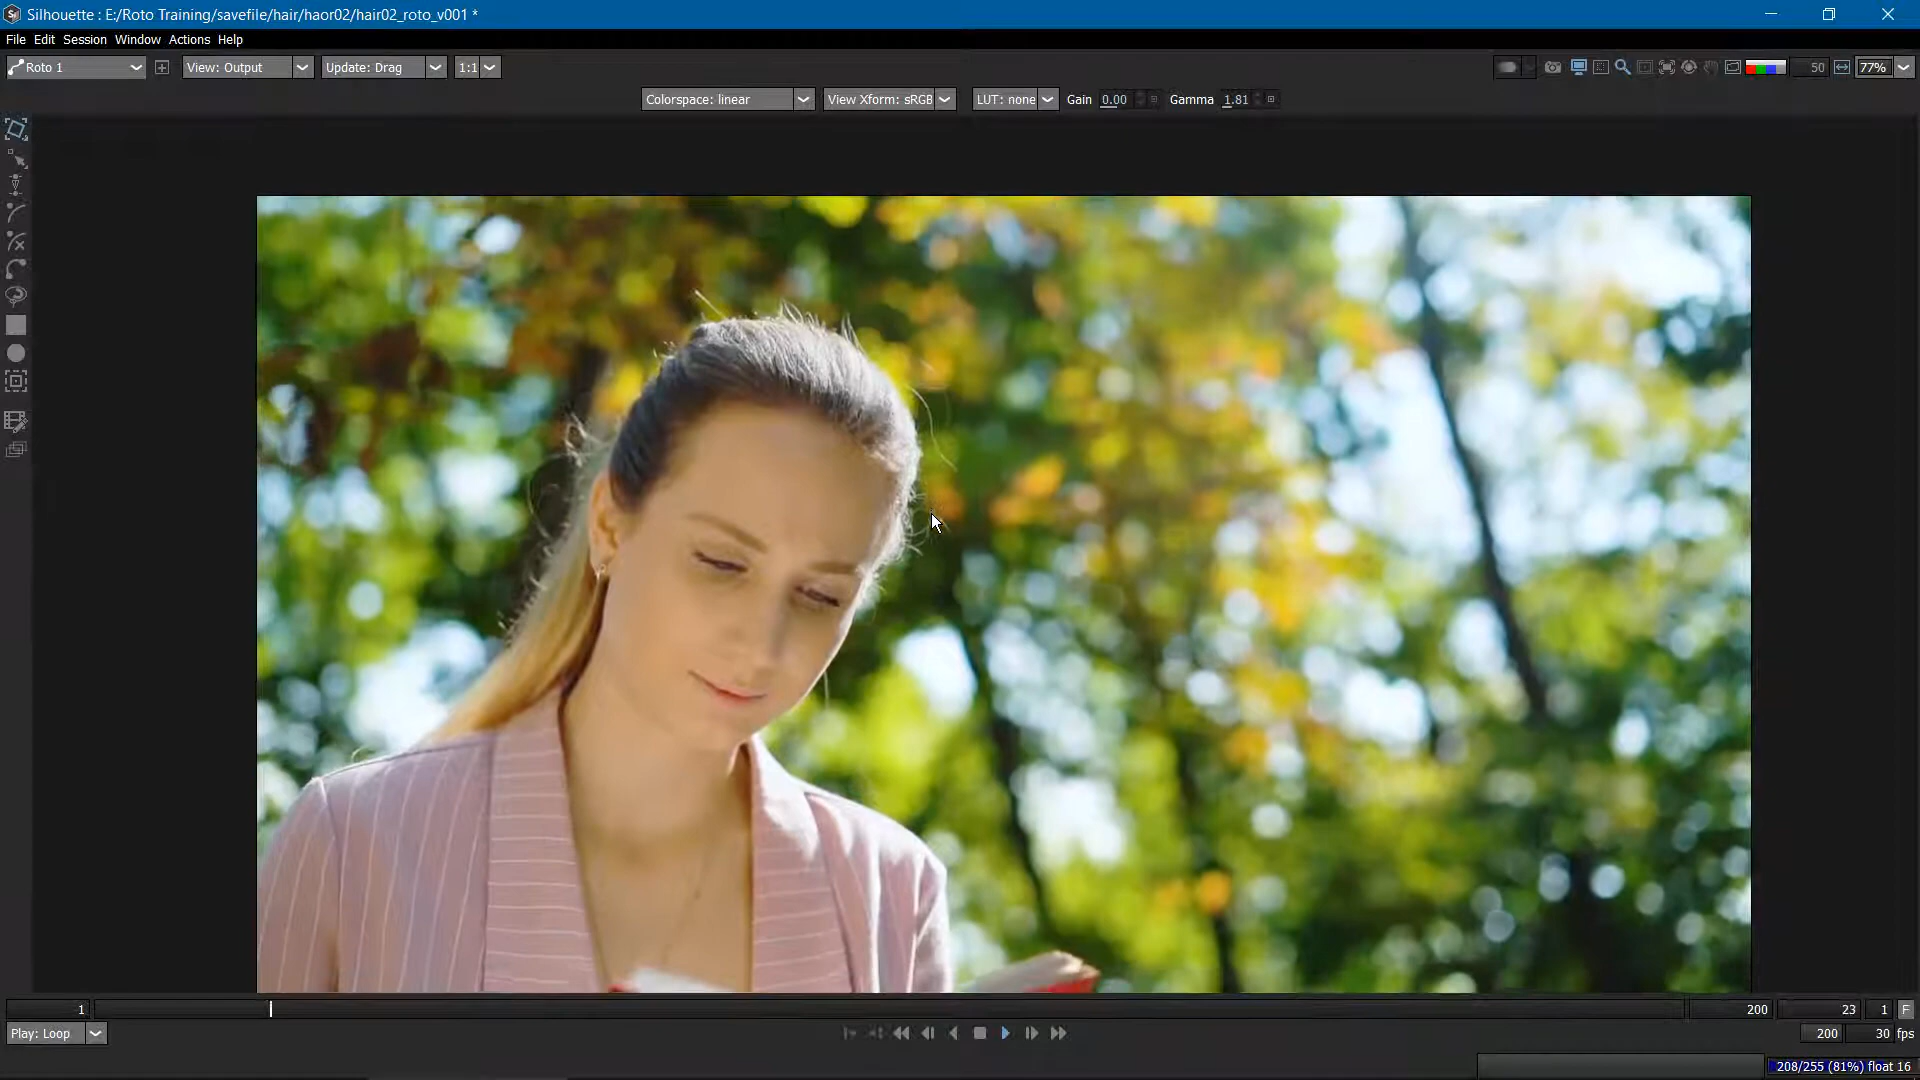 Silhouette : E:/Roto Training/savefile/hair/haor02/hair02_roto_v001 *
File Edit Session Window Actions Help
Roto 1 View: Output Update: Drag 1:1 50 77%
Colorspace: linear View Xform: sRGB LUT: none Gain 0.00 Gamma 1.81
1 200 23 1 F
Play: Loop 200 30 fps
208/255 (81%) float 16